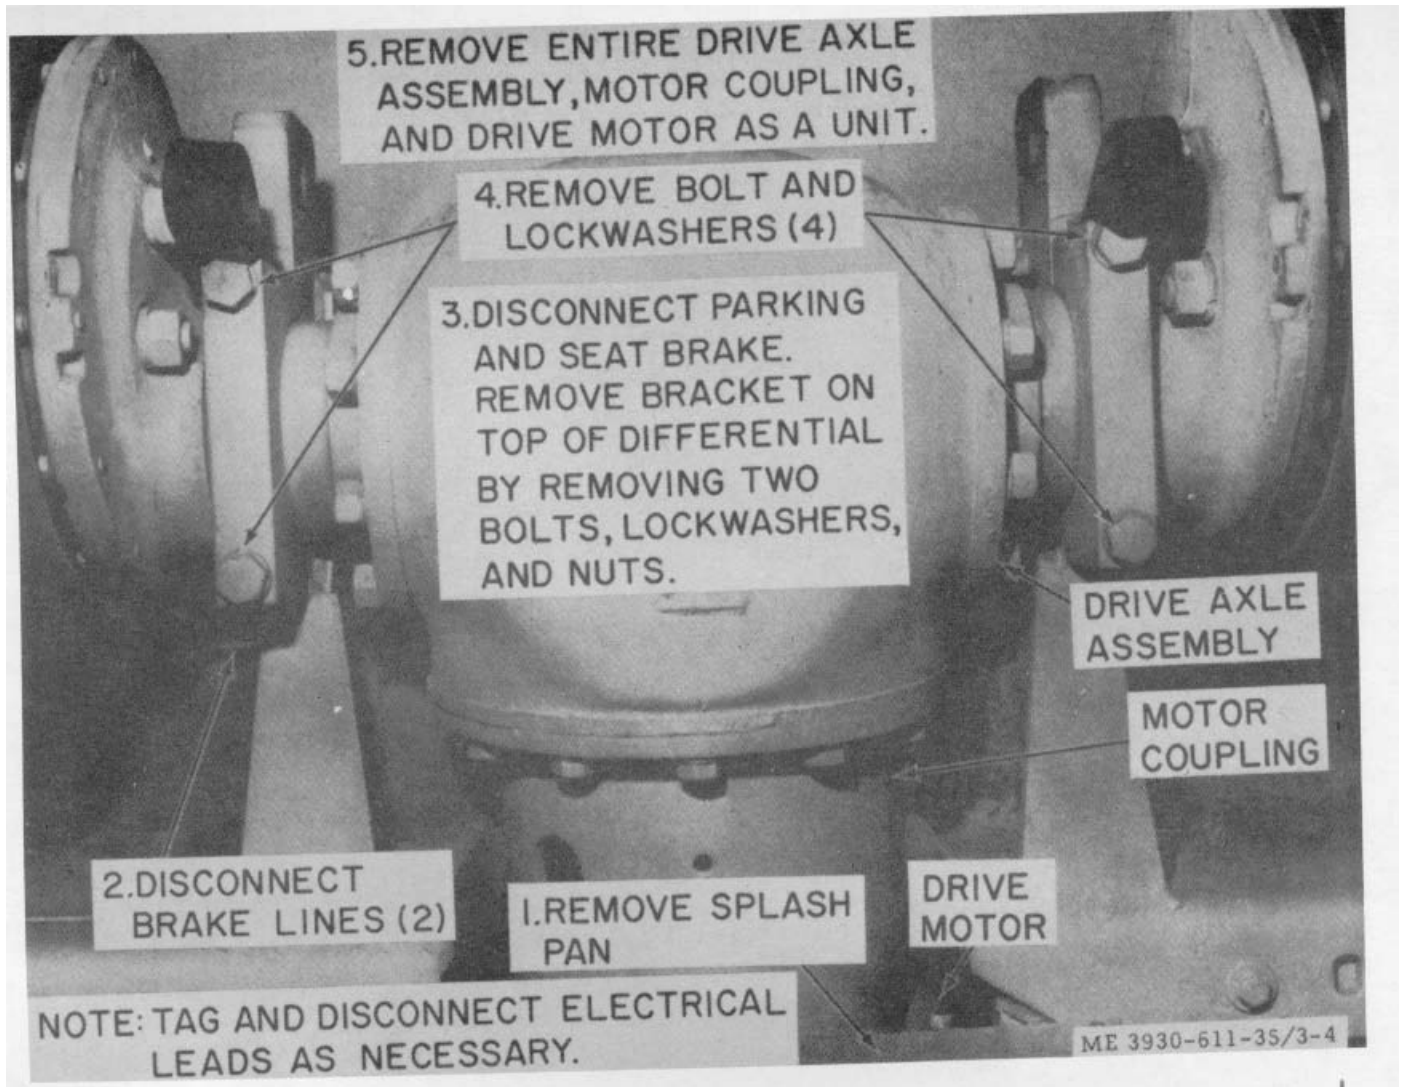 5.REMOVE ENTIRE DRIVE AXLE
ASSEMBLY, MOTOR COUPLING,
AND DRIVE MOTOR AS A UNIT.
4.REMOVE BOLT AND
LOCKWASHERS (4)
3.DISCONNECT PARKING
AND SEAT BRAKE.
REMOVE BRACKET ON
TOP OF DIFFERENTIAL
BY REMOVING TWO
BOLTS, LOCKWASHERS,
AND NUTS.
DRIVE AXLE
ASSEMBLY
MOTOR
COUPLING
2.DISCONNECT
BRAKE LINES (2)
1.REMOVE SPLASH
PAN
DRIVE
MOTOR
NOTE: TAG AND DISCONNECT ELECTRICAL
LEADS AS NECESSARY.
ME 3930-611-35/3-4